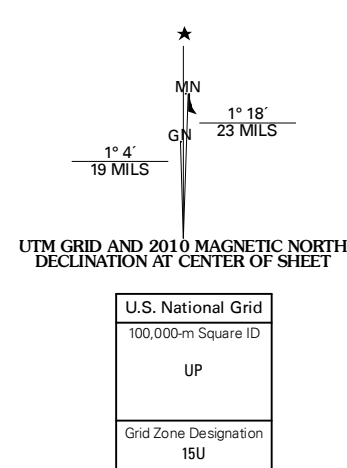 MN
1° 18´
23 MILS
GN
1° 4´
19 MILS
UTM GRID AND 2010 MAGNETIC NORTH
DECLINATION AT CENTER OF SHEET
U.S. National Grid
100,000-m Square ID
UP
Grid Zone Designation
15U